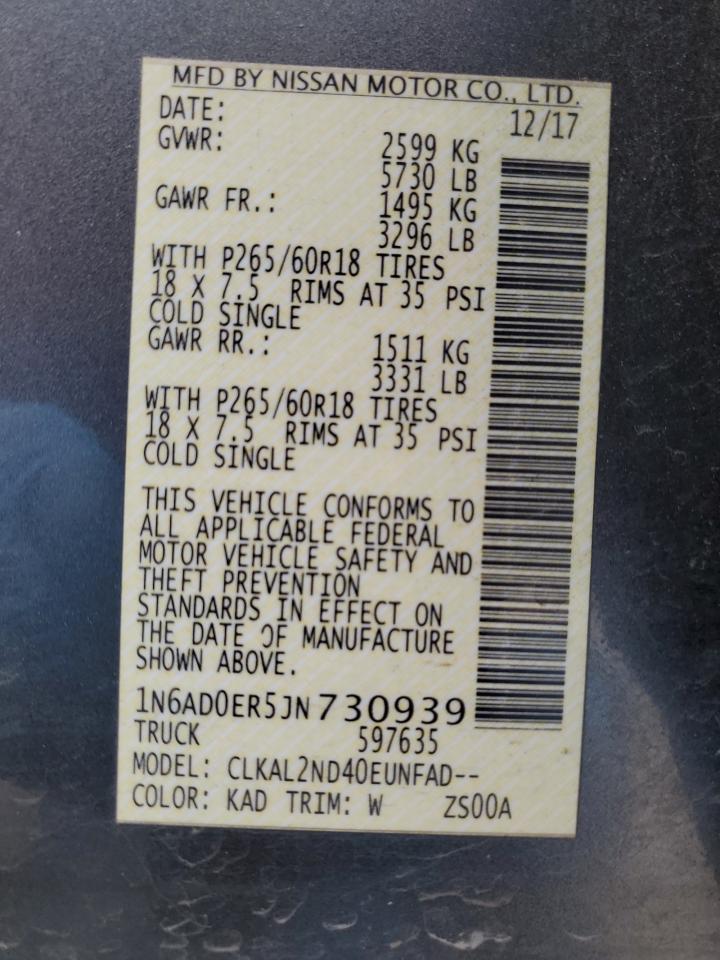 MFD BY NISSAN MOTOR CO., LTD.
DATE: 12/17
GVWR: 2599 KG
5730 LB
GAWR FR.: 1495 KG
3296 LB
WITH P265/60R18 TIRES
18 X 7.5 RIMS AT 35 PSI
COLD SINGLE
GAWR RR.: 1511 KG
3331 LB
WITH P265/60R18 TIRES
18 X 7.5 RIMS AT 35 PSI
COLD SINGLE
THIS VEHICLE CONFORMS TO
ALL APPLICABLE FEDERAL
MOTOR VEHICLE SAFETY AND
THEFT PREVENTION
STANDARDS IN EFFECT ON
THE DATE OF MANUFACTURE
SHOWN ABOVE.
1N6AD0ER5JN730939
TRUCK 597635
MODEL: CLKAL2ND40EUNFAD--
COLOR: KAD TRIM: W ZS00A